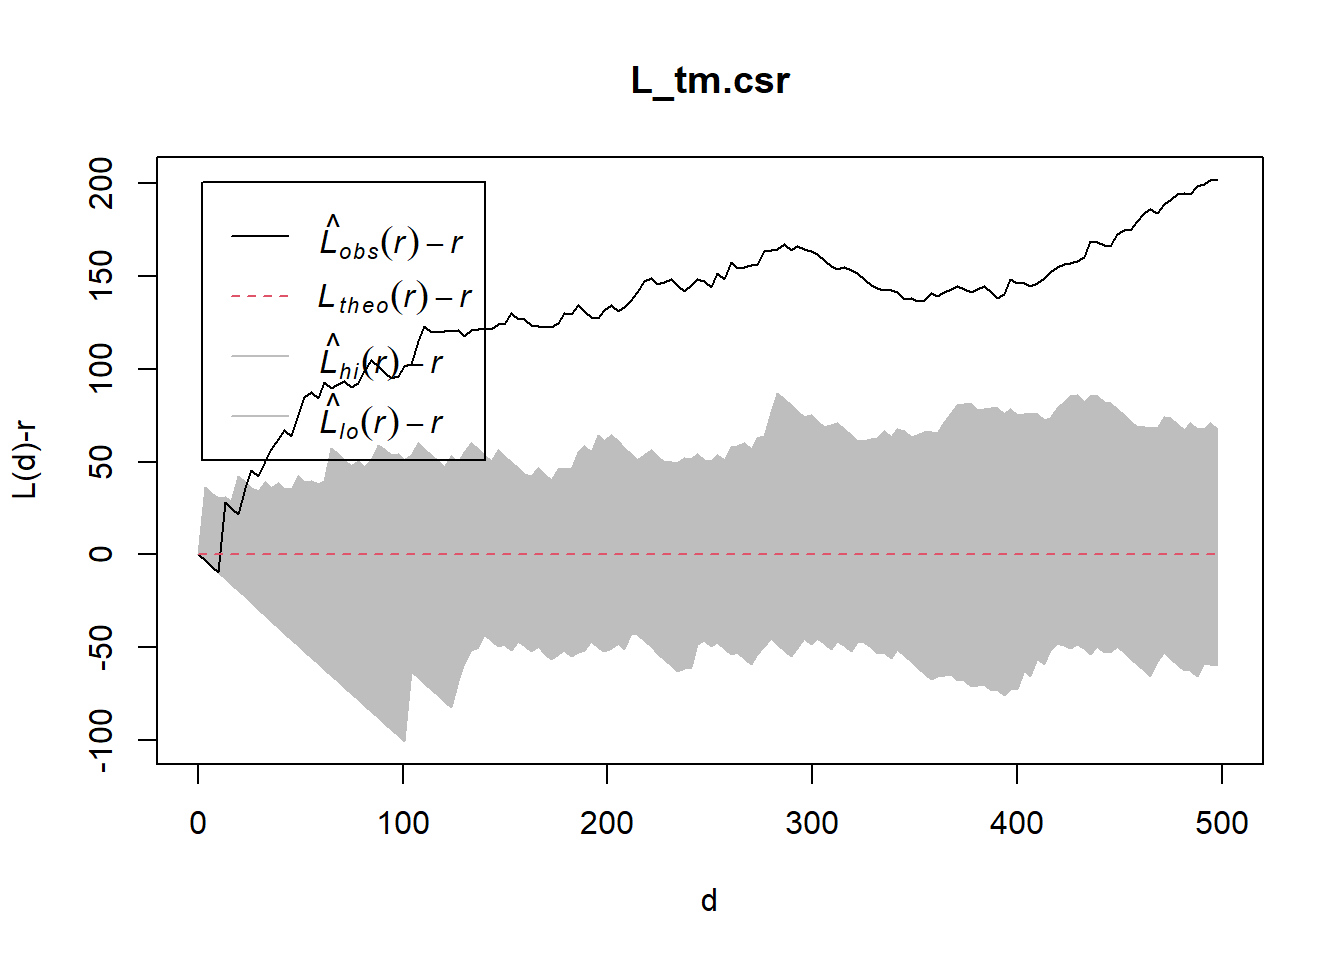 L_tm.csr
L̂obs(r) − r
Ltheo(r) − r
L̂hi(r) − r
L̂lo(r) − r
200
150
100
50
0
-50
-100
L(d)-r
0 100 200 300 400 500
d